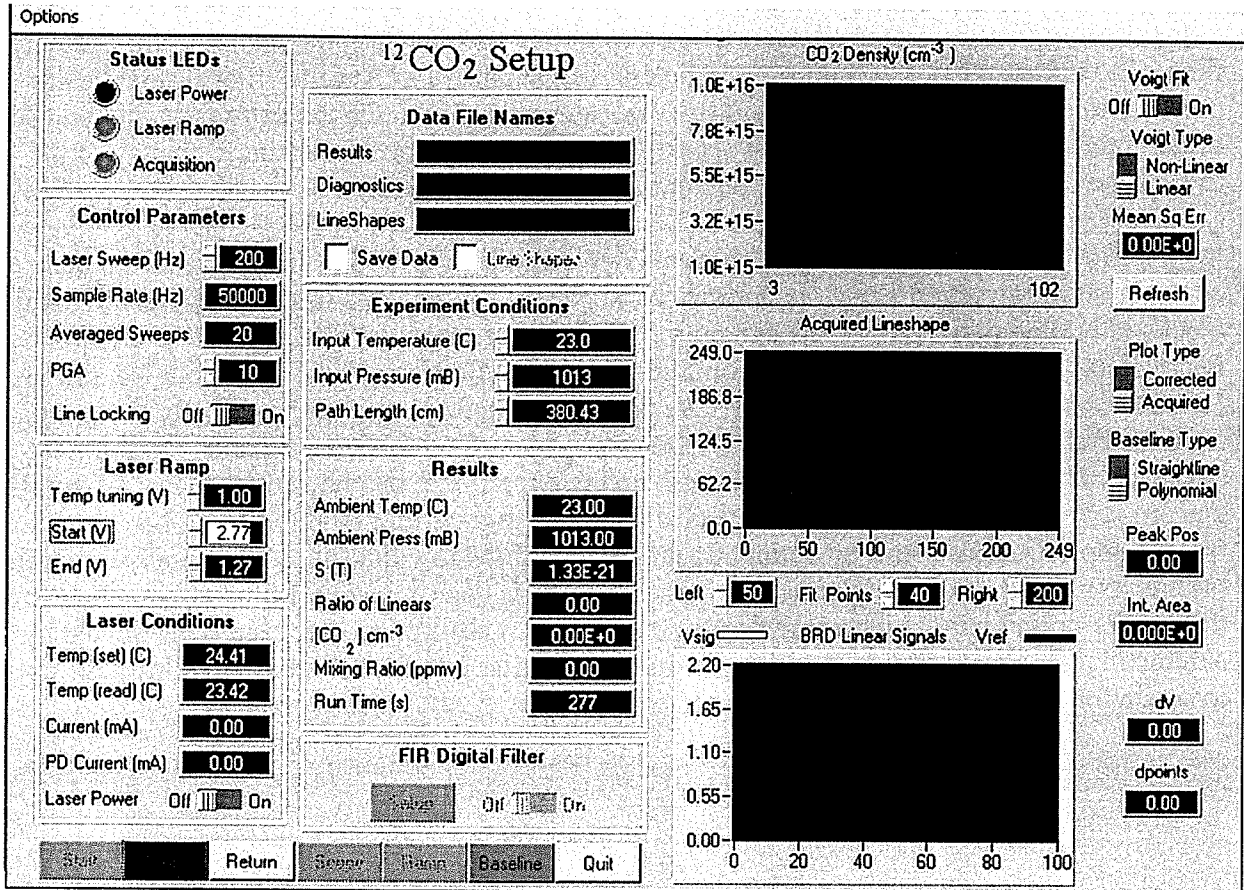 Options
Status LEDs
Laser Power
Laser Ramp
Acquisition
Control Parameters
Laser Sweep (Hz) 200
Sample Rate (Hz) 50000
Averaged Sweeps 20
PGA 10
Line Locking Off On
Laser Ramp
Temp tuning (V) 1.00
Start (V) 2.77
End (V) 1.27
Laser Conditions
Temp (set) (C) 24.41
Temp (read) (C) 23.42
Current (mA) 0.00
PD Current (mA) 0.00
Laser Power Off On
¹²CO₂ Setup
Data File Names
Results
Diagnostics
LineShapes
Save Data Line Shapes
Experiment Conditions
Input Temperature (C) 23.0
Input Pressure (mB) 1013
Path Length (cm) 380.43
Results
Ambient Temp (C) 23.00
Ambient Press (mB) 1013.00
S (T) 1.33E-21
Ratio of Linears 0.00
[CO₂] cm⁻³ 0.00E+0
Mixing Ratio (ppmv) 0.00
Run Time (s) 277
FIR Digital Filter
Off On
Start Return Scope Ramp Baseline Quit
CO₂ Density (cm⁻³)
1.0E+16
7.8E+15
5.5E+15
3.2E+15
1.0E+15
3 102
Acquired Lineshape
249.0
186.8
124.5
62.2
0.0
0 50 100 150 200 249
Left 50 Fit Points 40 Right 200
Vsig BRD Linear Signals Vref
2.20
1.65
1.10
0.55
0.00
0 20 40 60 80 100
Voigt Fit
Off On
Voigt Type
Non-Linear
Linear
Mean Sq Err
0.00E+0
Refresh
Plot Type
Corrected
Acquired
Baseline Type
Straightline
Polynomial
Peak Pos
0.00
Int. Area
0.000E+0
dV
0.00
dpoints
0.00